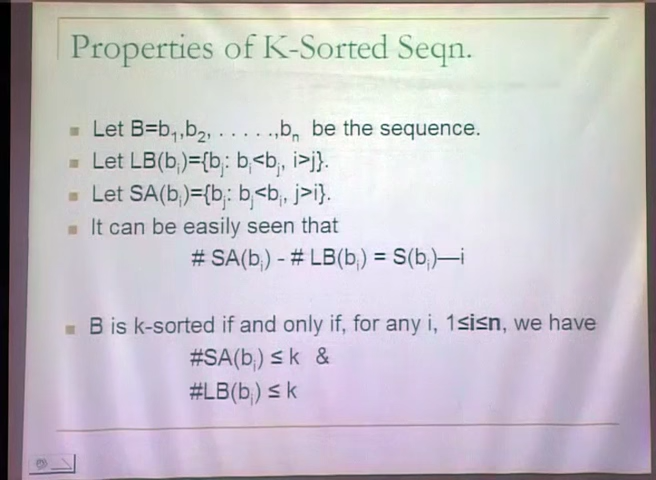 Properties of K-Sorted Seqn.
Let B=b₁,b₂, . . . . .,bₙ be the sequence.
Let LB(bᵢ)={bⱼ: bᵢ<bⱼ, i>j}.
Let SA(bᵢ)={bⱼ: bⱼ<bᵢ, j>i}.
It can be easily seen that
# SA(bᵢ) - # LB(bᵢ) = S(bᵢ)—i
B is k-sorted if and only if, for any i, 1≤i≤n, we have
#SA(bᵢ) ≤ k &
#LB(bᵢ) ≤ k